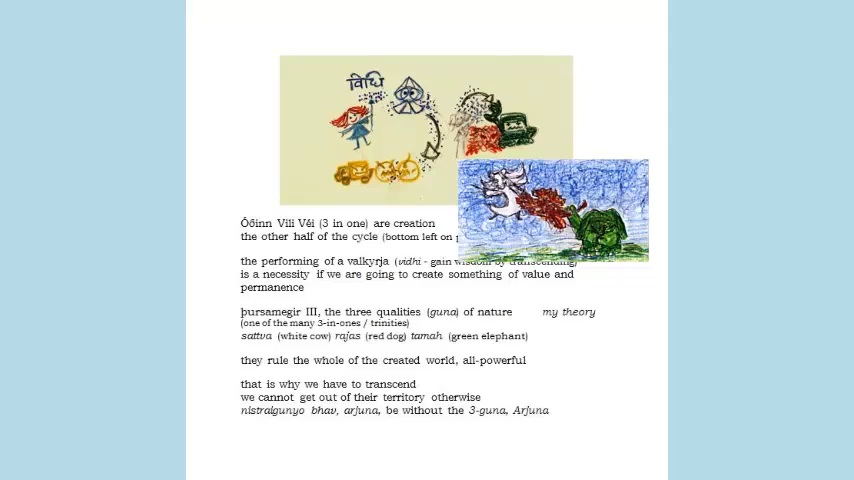 विधि
Óðinn Vili Véi (3 in one) are creation
the other half of the cycle (bottom left on
the performing of a valkyrja (vidhi - gain wisdom by transcending)
is a necessity if we are going to create something of value and
permanence
þursamegir III, the three qualities (guna) of nature my theory
(one of the many 3-in-ones / trinities)
sattva (white cow) rajas (red dog) tamah (green elephant)
they rule the whole of the created world, all-powerful
that is why we have to transcend
we cannot get out of their territory otherwise
nistraigunyo bhav, arjuna, be without the 3-guna, Arjuna